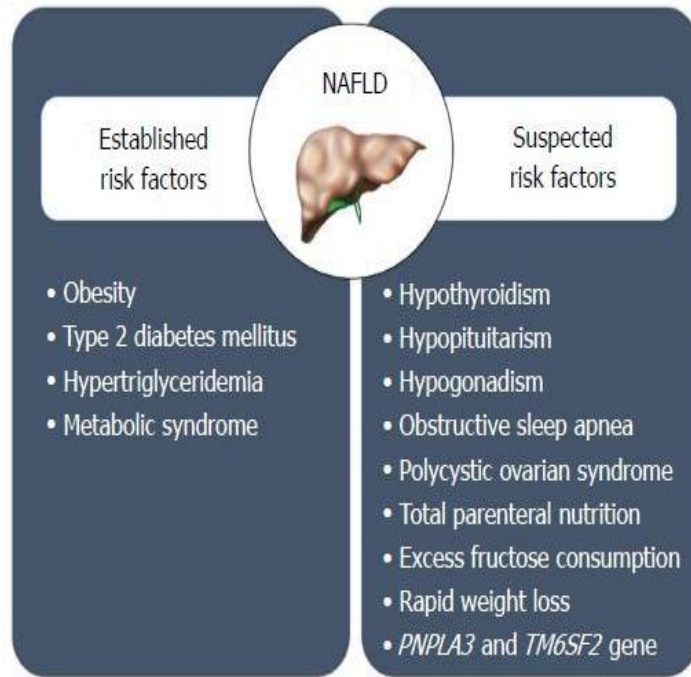 NAFLD
Established
risk factors
• Obesity
• Type 2 diabetes mellitus
• Hypertriglyceridemia
• Metabolic syndrome
Suspected
risk factors
• Hypothyroidism
• Hypopituitarism
• Hypogonadism
• Obstructive sleep apnea
• Polycystic ovarian syndrome
• Total parenteral nutrition
• Excess fructose consumption
• Rapid weight loss
• PNPLA3 and TM6SF2 gene